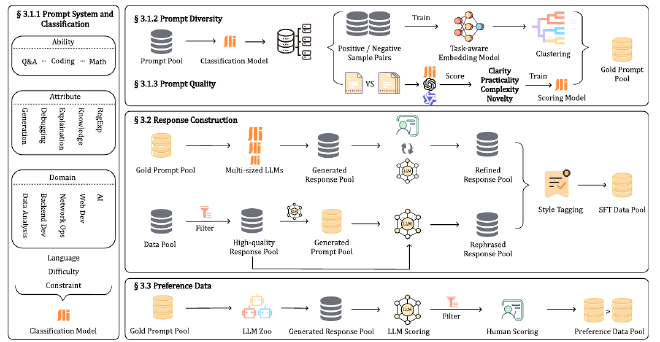 § 3.1.1 Prompt System and
Classification
Ability
Q&A
Coding
Math
Attribute
Generation
Debugging
Explaination
Knowledge
RegExp
Domain
Data Analysis
Backend Dev
Network Ops
Web Dev
AI
Language
Difficulty
Constraint
Classification Model
§ 3.1.2 Prompt Diversity
Prompt Pool
Classification Model
Positive / Negative
Sample Pairs
Train
Task-aware
Embedding Model
Clustering
Gold Prompt
Pool
§ 3.1.3 Prompt Quality
VS
Score
Clarity
Practicality
Complexity
Novelty
Train
Scoring Model
§ 3.2 Response Construction
Gold Prompt Pool
Multi-sized LLMs
Generated
Response Pool
LLM
Refined
Response Pool
Data Pool
Filter
High-quality
Response Pool
LLM
Generated
Prompt Pool
LLM
Rephrased
Response Pool
Style Tagging
SFT Data Pool
§ 3.3 Preference Data
Gold Prompt Pool
LLM Zoo
Generated Response Pool
LLM
LLM Scoring
Filter
Human Scoring
>
Preference Data Pool